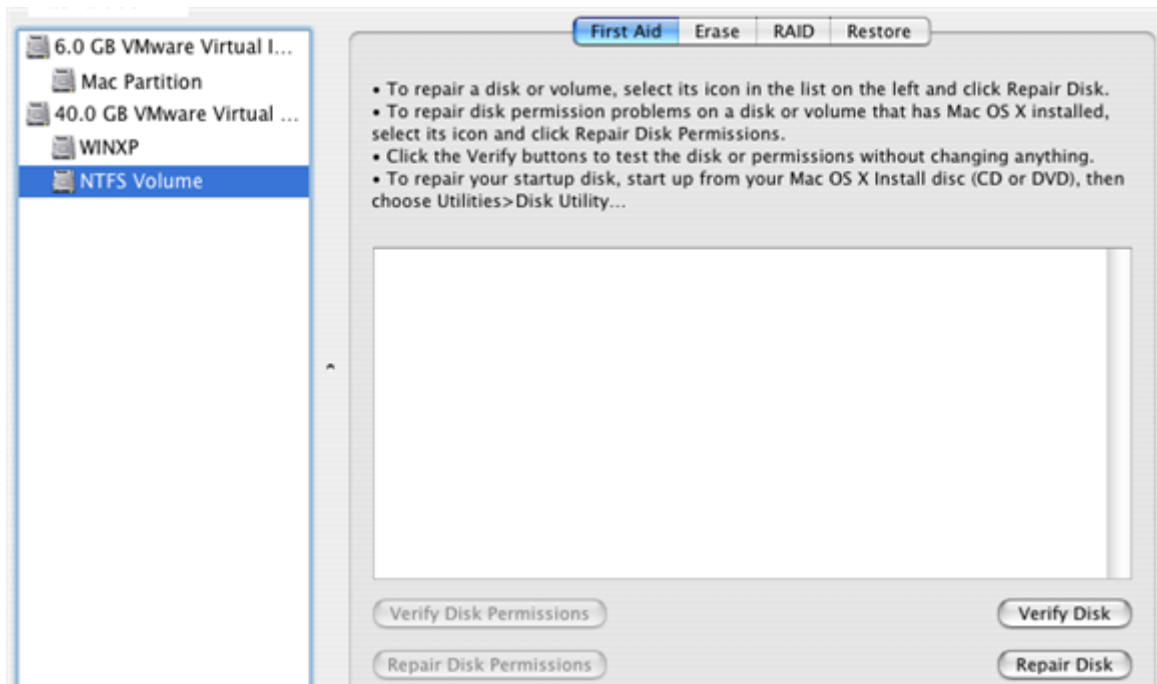 First Aid Erase RAID Restore
6.0 GB VMware Virtual I...
Mac Partition
40.0 GB VMware Virtual ...
WINXP
NTFS Volume
• To repair a disk or volume, select its icon in the list on the left and click Repair Disk.
• To repair disk permission problems on a disk or volume that has Mac OS X installed,
select its icon and click Repair Disk Permissions.
• Click the Verify buttons to test the disk or permissions without changing anything.
• To repair your startup disk, start up from your Mac OS X Install disc (CD or DVD), then
choose Utilities>Disk Utility...
Verify Disk Permissions
Verify Disk
Repair Disk Permissions
Repair Disk